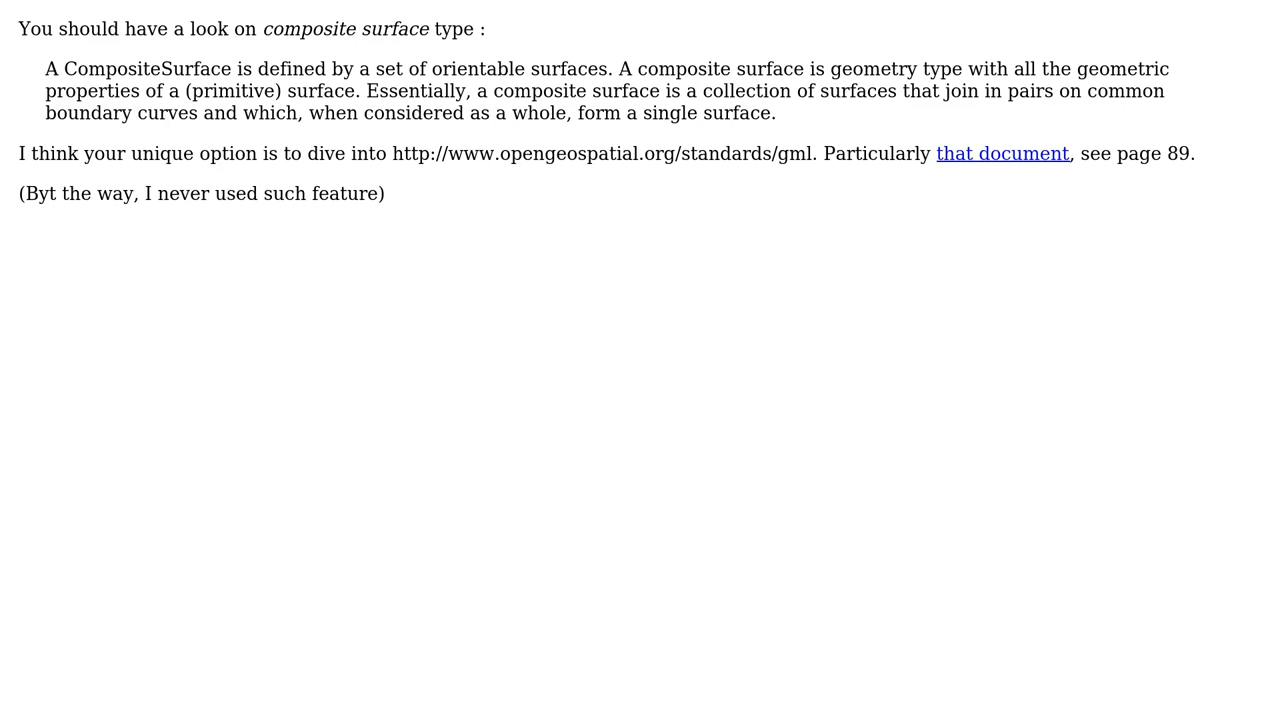 You should have a look on composite surface type :
A CompositeSurface is defined by a set of orientable surfaces. A composite surface is geometry type with all the geometric
properties of a (primitive) surface. Essentially, a composite surface is a collection of surfaces that join in pairs on common
boundary curves and which, when considered as a whole, form a single surface.
I think your unique option is to dive into http://www.opengeospatial.org/standards/gml. Particularly that document, see page 89.
(Byt the way, I never used such feature)